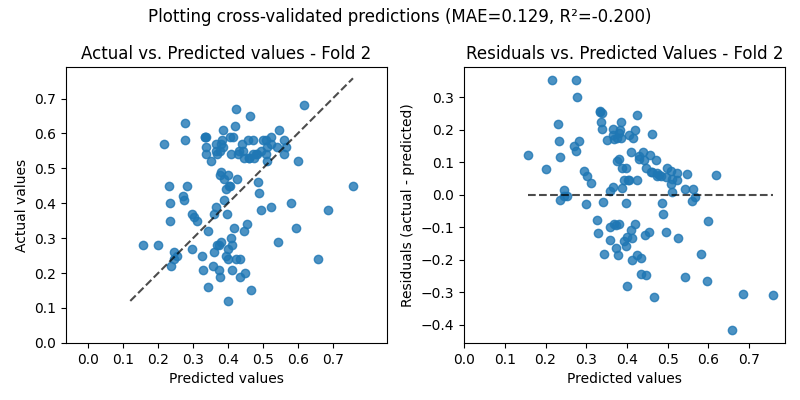 Plotting cross-validated predictions (MAE=0.129, R²=-0.200)
Actual vs. Predicted values - Fold 2
Actual values
0.7
0.6
0.5
0.4
0.3
0.2
0.1
0.0
0.0 0.1 0.2 0.3 0.4 0.5 0.6 0.7
Predicted values
Residuals vs. Predicted Values - Fold 2
Residuals (actual - predicted)
0.3
0.2
0.1
0.0
−0.1
−0.2
−0.3
−0.4
0.0 0.1 0.2 0.3 0.4 0.5 0.6 0.7
Predicted values